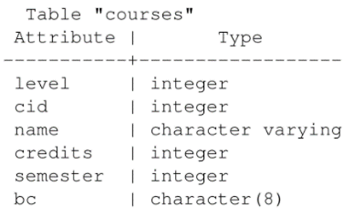 Table "courses"
Attribute | Type
-----------+-------------------
level | integer
cid | integer
name | character varying
credits | integer
semester | integer
bc | character(8)